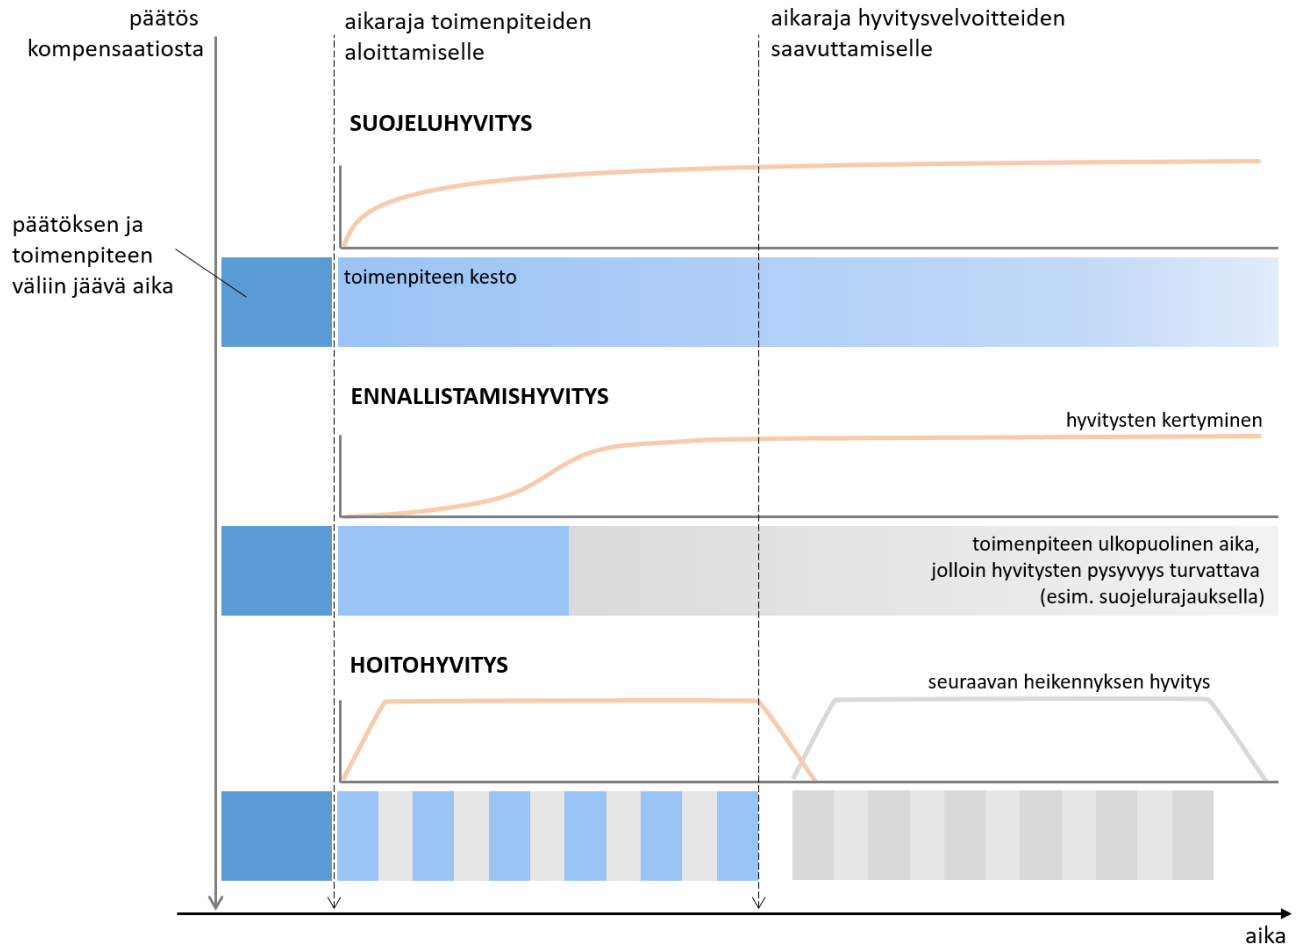 päätös
kompensaatiosta
aikaraja toimenpiteiden
aloittamiselle
aikaraja hyvitysvelvoitteiden
saavuttamiselle
SUOJELUHYVITYS
päätöksen ja
toimenpiteen
väliin jäävä aika
toimenpiteen kesto
ENNALLISTAMISHYVITYS
hyvitysten kertyminen
toimenpiteen ulkopuolinen aika,
jolloin hyvitysten pysyvyys turvattava
(esim. suojelurajauksella)
HOITOHYVITYS
seuraavan heikennyksen hyvitys
aika